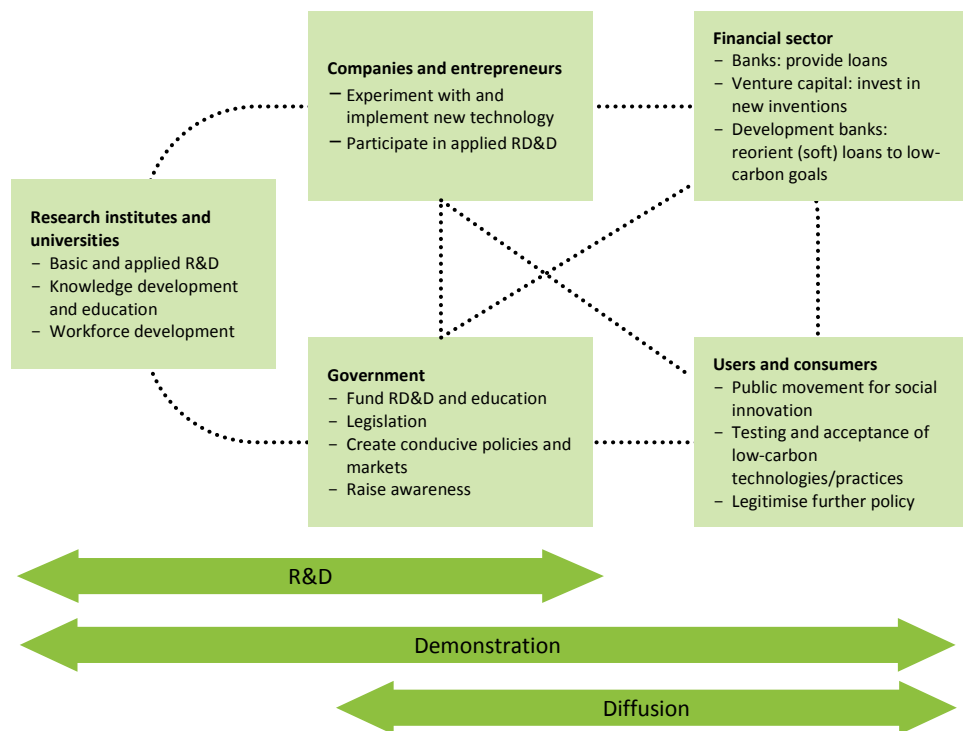 Companies and entrepreneurs
– Experiment with and
implement new technology
– Participate in applied RD&D
Financial sector
– Banks: provide loans
– Venture capital: invest in
new inventions
– Development banks:
reorient (soft) loans to low-
carbon goals
Research institutes and
universities
– Basic and applied R&D
– Knowledge development
and education
– Workforce development
Government
– Fund RD&D and education
– Legislation
– Create conducive policies and
markets
– Raise awareness
Users and consumers
– Public movement for social
innovation
– Testing and acceptance of
low-carbon
technologies/practices
– Legitimise further policy
R&D
Demonstration
Diffusion